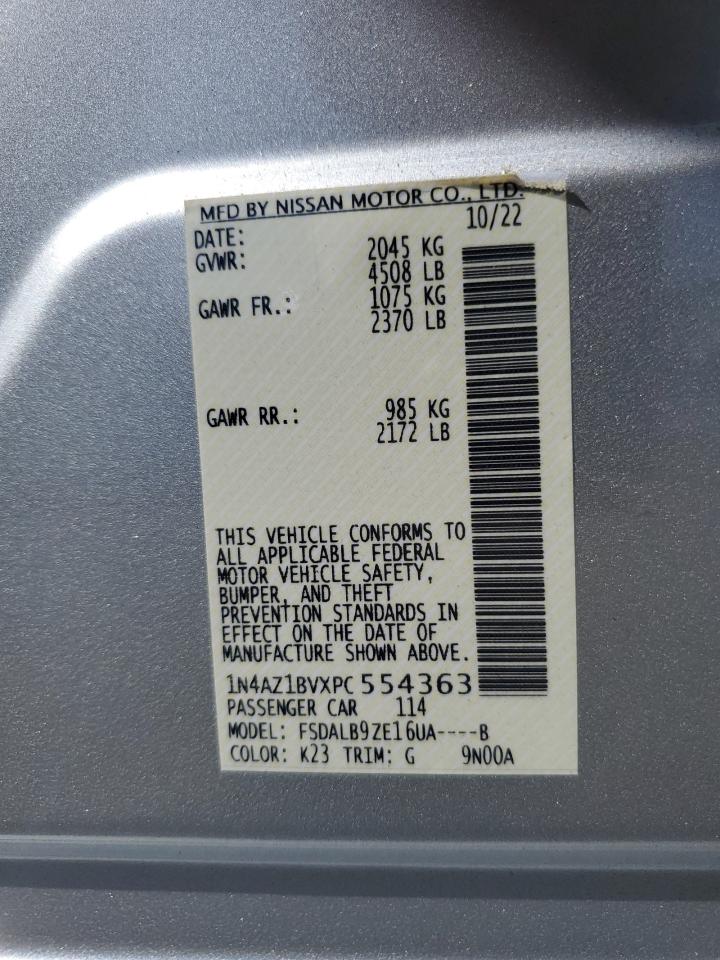 MFD BY NISSAN MOTOR CO., LTD.
DATE: 10/22
GVWR: 2045 KG
4508 LB
GAWR FR.: 1075 KG
2370 LB
GAWR RR.: 985 KG
2172 LB
THIS VEHICLE CONFORMS TO
ALL APPLICABLE FEDERAL
MOTOR VEHICLE SAFETY,
BUMPER, AND THEFT
PREVENTION STANDARDS IN
EFFECT ON THE DATE OF
MANUFACTURE SHOWN ABOVE.
1N4AZ1BVXPC554363
PASSENGER CAR 114
MODEL: FSDALB9ZE16UA----B
COLOR: K23 TRIM: G 9N00A